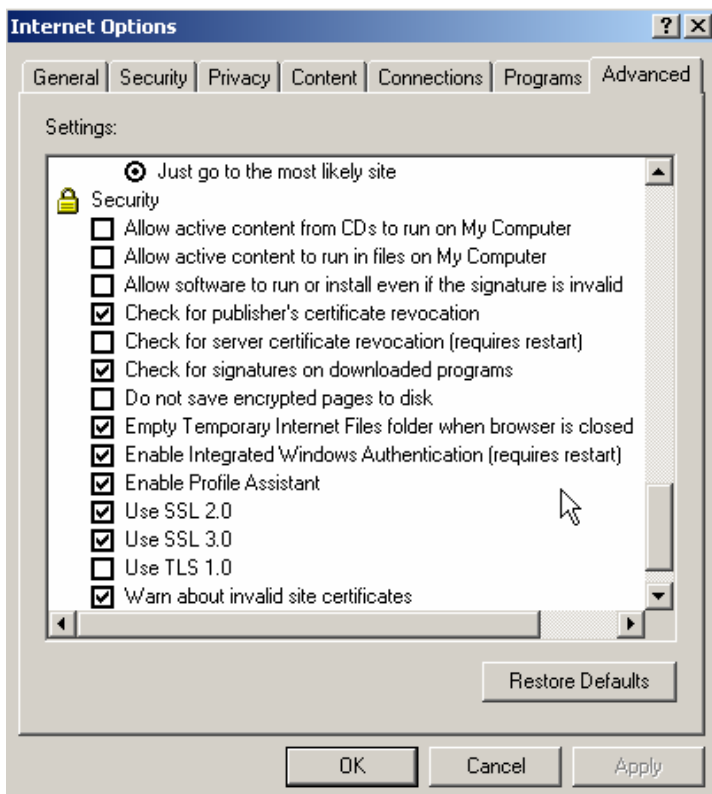 Internet Options
General Security Privacy Content Connections Programs Advanced
Settings:
Just go to the most likely site
Security
Allow active content from CDs to run on My Computer
Allow active content to run in files on My Computer
Allow software to run or install even if the signature is invalid
Check for publisher's certificate revocation
Check for server certificate revocation (requires restart)
Check for signatures on downloaded programs
Do not save encrypted pages to disk
Empty Temporary Internet Files folder when browser is closed
Enable Integrated Windows Authentication (requires restart)
Enable Profile Assistant
Use SSL 2.0
Use SSL 3.0
Use TLS 1.0
Warn about invalid site certificates
Restore Defaults
OK Cancel Apply